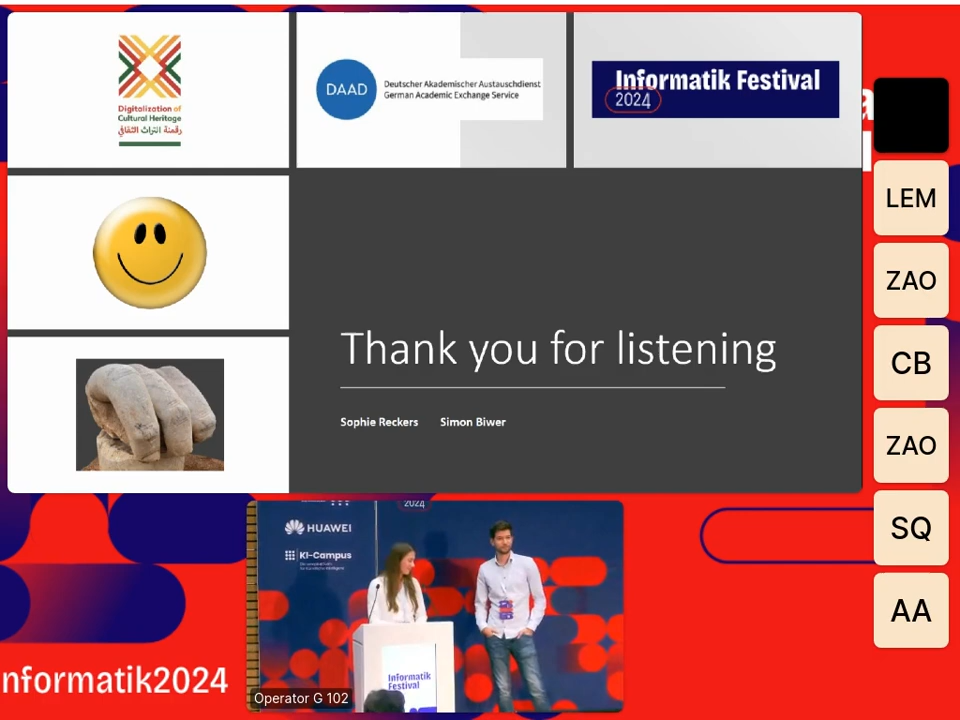 Digitalization of
Cultural Heritage
رقمنة التراث الثقافي
DAAD
Deutscher Akademischer Austauschdienst
German Academic Exchange Service
Informatik Festival
2024
Thank you for listening
Sophie Reckers Simon Biwer
LEM
ZAO
CB
ZAO
SQ
AA
2024
HUAWEI
KI-Campus
Informatik
Festival
Operator G 102
nformatik2024